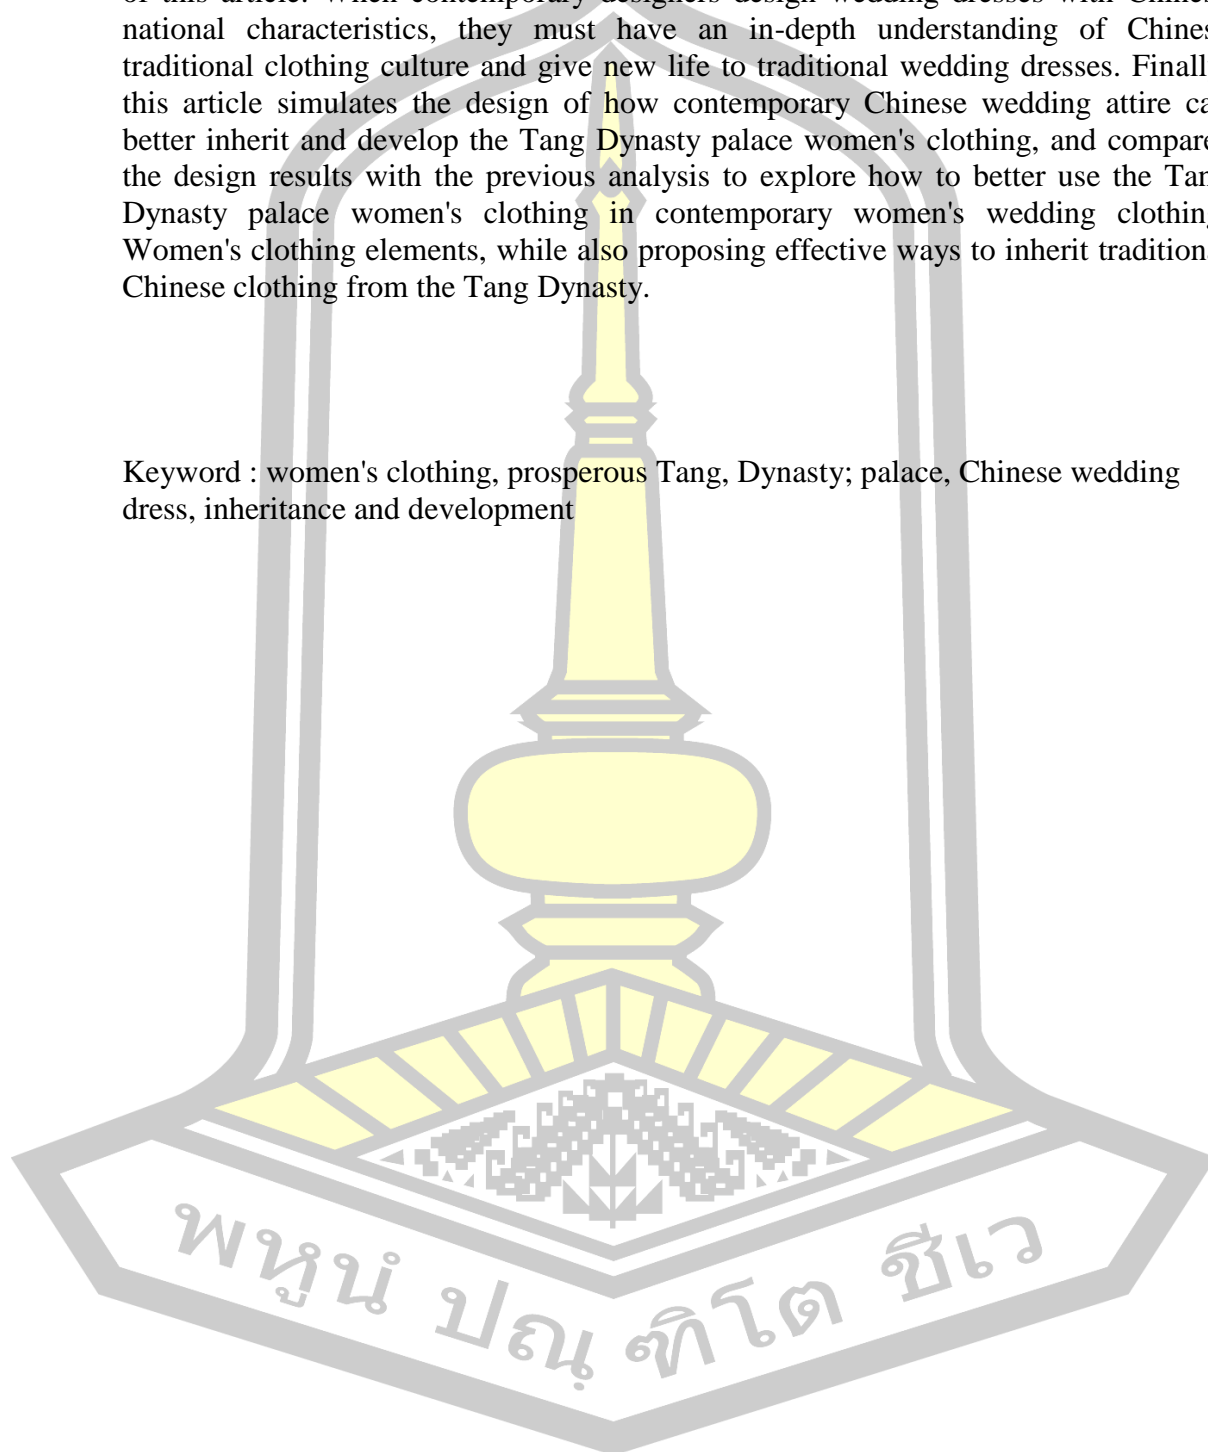 of this article. When contemporary designers design wedding dresses with Chines
national characteristics, they must have an in-depth understanding of Chines
traditional clothing culture and give new life to traditional wedding dresses. Finall
this article simulates the design of how contemporary Chinese wedding attire ca
better inherit and develop the Tang Dynasty palace women's clothing, and compare
the design results with the previous analysis to explore how to better use the Tan
Dynasty palace women's clothing in contemporary women's wedding clothing
Women's clothing elements, while also proposing effective ways to inherit tradition
Chinese clothing from the Tang Dynasty.
Keyword : women's clothing, prosperous Tang, Dynasty; palace, Chinese wedding
dress, inheritance and development
พหูนํ ปณฺฑิโต ชีเว